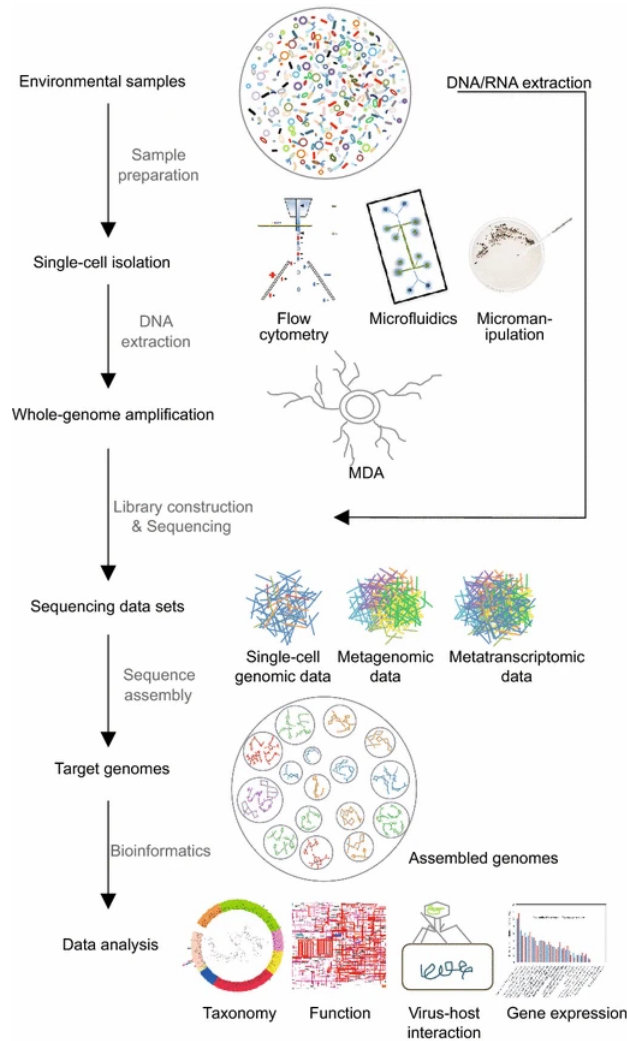 Environmental samples
DNA/RNA extraction
Sample
preparation
Single-cell isolation
Flow
cytometry
Microfluidics
Microman-
ipulation
DNA
extraction
Whole-genome amplification
MDA
Library construction
& Sequencing
Sequencing data sets
Single-cell
genomic data
Metagenomic
data
Metatranscriptomic
data
Sequence
assembly
Target genomes
Assembled genomes
Bioinformatics
Data analysis
Taxonomy
Function
Virus-host
interaction
Gene expression